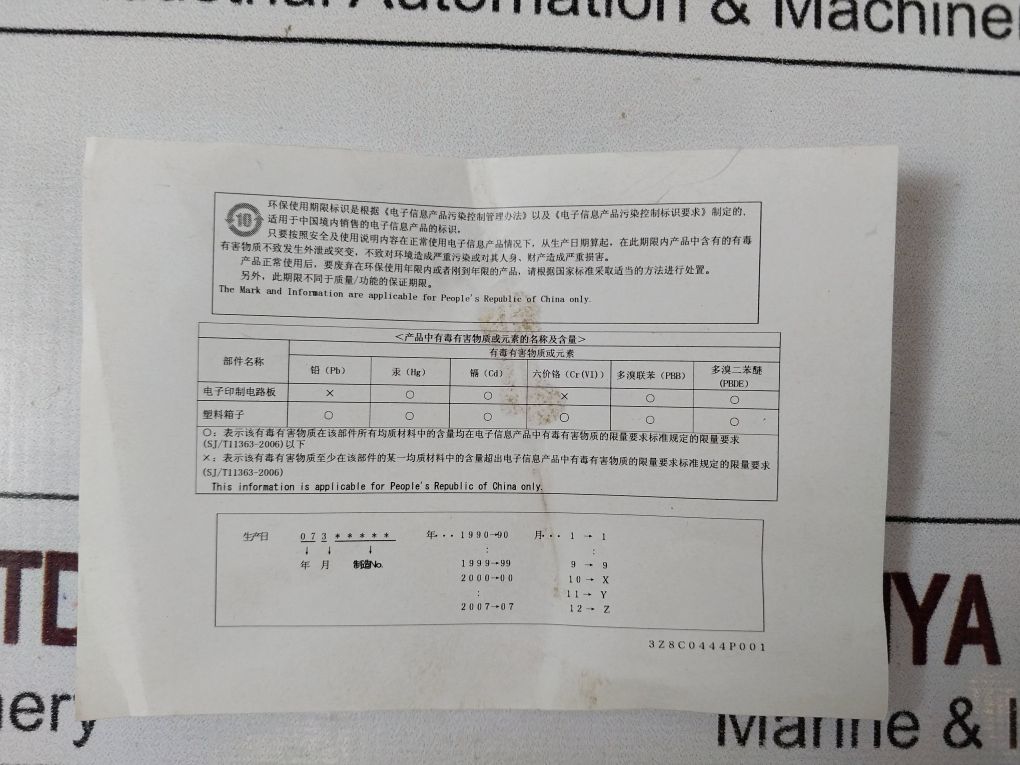 Industrial Automation & Machine
10
环保使用期限标识是根据《电子信息产品污染控制管理办法》以及《电子信息产品污染控制标识要求》制定的,
适用于中国境内销售的电子信息产品的标识。
只要按照安全及使用说明内容在正常使用电子信息产品情况下，从生产日期算起，在此期限内产品中含有的有毒
有害物质不致发生外泄或突变，不致对环境造成严重污染或对其人身、财产造成严重损害。
产品正常使用后，要废弃在环保使用年限内或者刚到年限的产品，请根据国家标准采取适当的方法进行处置。
另外，此期限不同于质量/功能的保证期限。
The Mark and Information are applicable for People's Republic of China only.
<产品中有毒有害物质或元素的名称及含量>
部件名称 有毒有害物质或元素
铅 (Pb) 汞 (Hg) 镉 (Cd) 六价铬 (Cr(VI)) 多溴联苯 (PBB) 多溴二苯醚 (PBDE)
电子印制电路板 × ○ ○ × ○ ○
塑料箱子 ○ ○ ○ ○ ○ ○
○：表示该有毒有害物质在该部件所有均质材料中的含量均在电子信息产品中有毒有害物质的限量要求标准规定的限量要求
(SJ/T11363-2006)以下
×：表示该有毒有害物质至少在该部件的某一均质材料中的含量超出电子信息产品中有毒有害物质的限量要求标准规定的限量要求
(SJ/T11363-2006)
This information is applicable for People's Republic of China only.
生产日 073***** 年・・・1990→90 月・・・1→1
↓ ↓ ↓ : :
年 月 制造No. 1999→99 9→9
2000→00 10→X
: 11→Y
2007→07 12→Z
3Z8C0444P001
YA
ery
Marine &